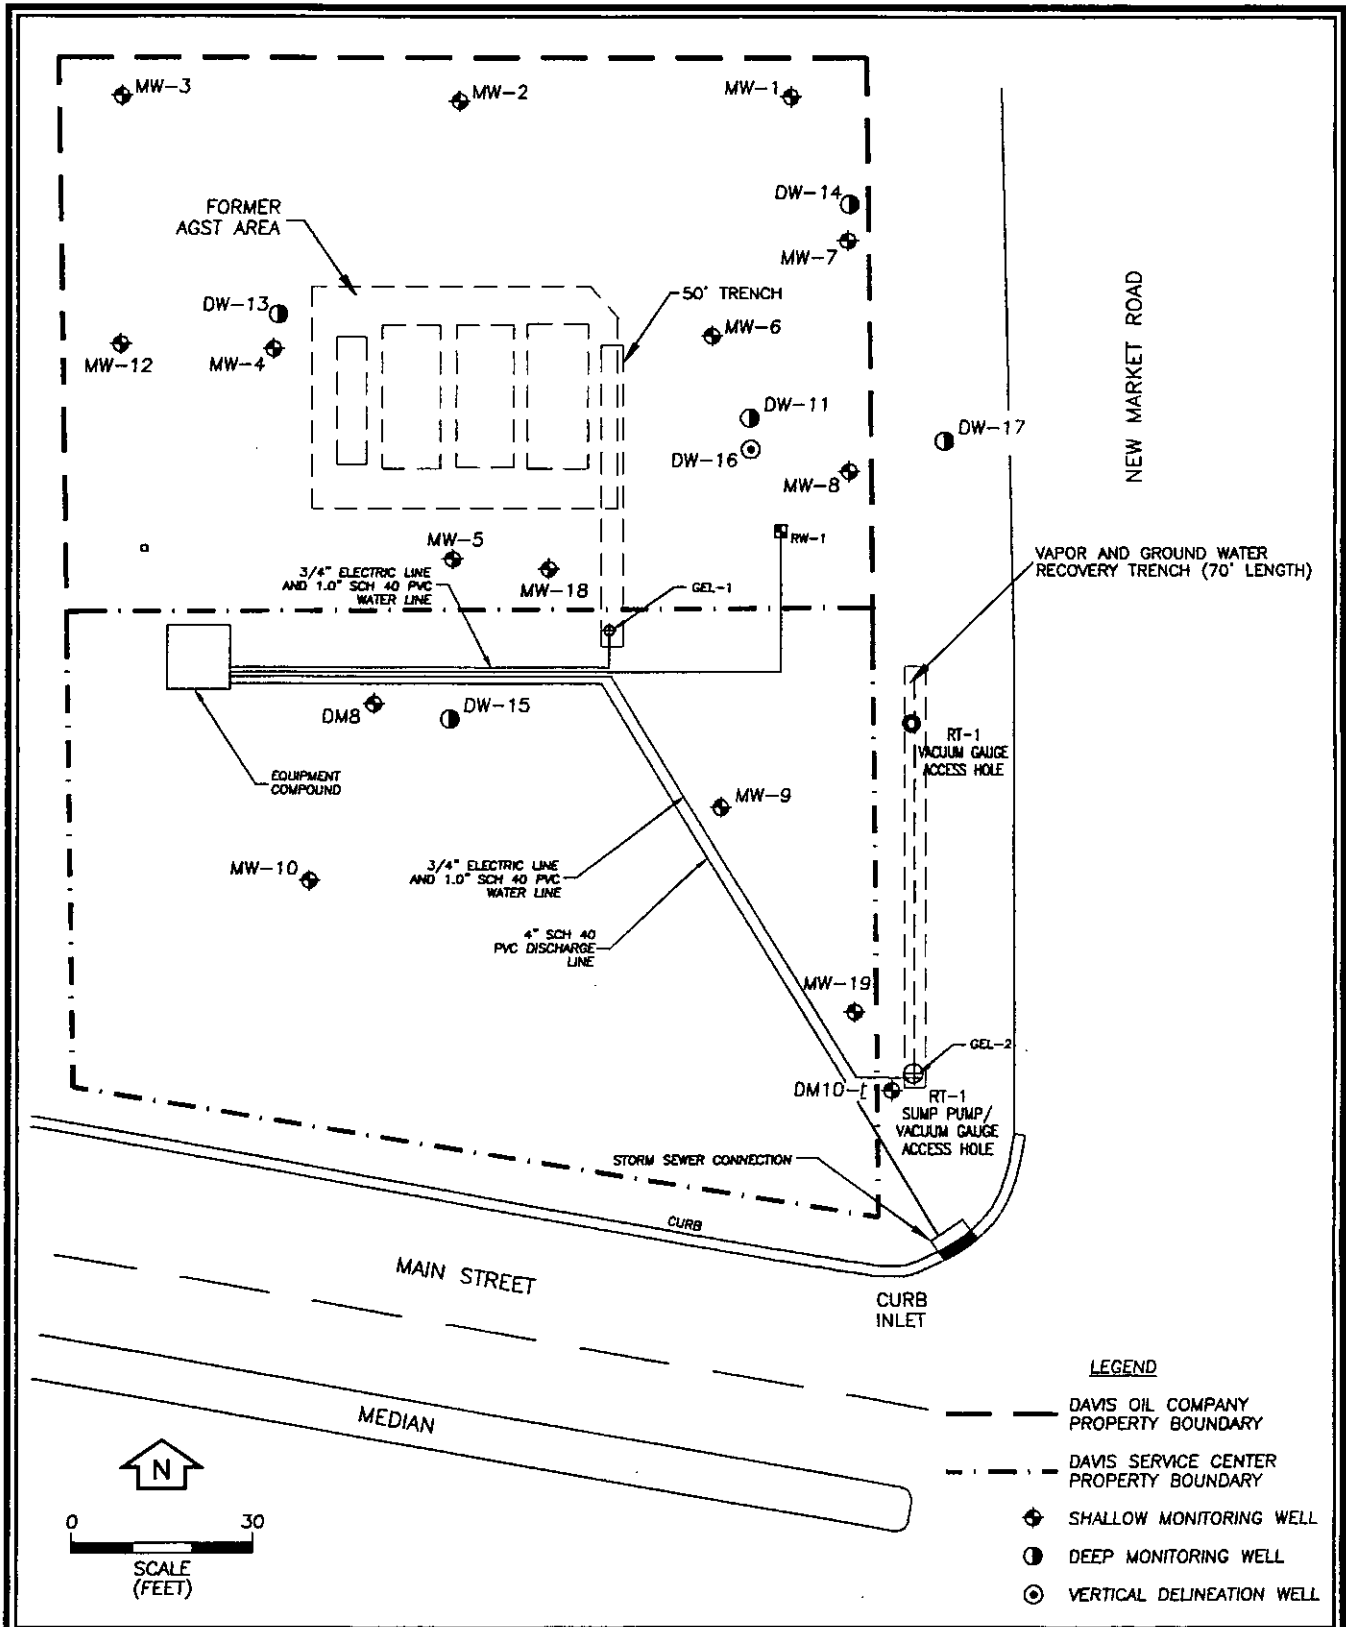 MW-3
MW-2
MW-1
DW-14
MW-7
FORMER
AGST AREA
50' TRENCH
DW-13
MW-6
MW-12
MW-4
NEW MARKET ROAD
DW-11
DW-17
DW-16
MW-8
MW-5
RW-1
3/4" ELECTRIC LINE
AND 1.0" SCH 40 PVC
WATER LINE
MW-18
GEL-1
VAPOR AND GROUND WATER
RECOVERY TRENCH (70' LENGTH)
DM8
DW-15
RT-1
VACUUM GAUGE
ACCESS HOLE
EQUIPMENT
COMPOUND
MW-9
MW-10
3/4" ELECTRIC LINE
AND 1.0" SCH 40 PVC
WATER LINE
4" SCH 40
PVC DISCHARGE
LINE
MW-19
GEL-2
DM10-t
RT-1
SUMP PUMP/
VACUUM GAUGE
ACCESS HOLE
STORM SEWER CONNECTION
CURB
MAIN STREET
CURB
INLET
MEDIAN
LEGEND
DAVIS OIL COMPANY
PROPERTY BOUNDARY
DAVIS SERVICE CENTER
PROPERTY BOUNDARY
SHALLOW MONITORING WELL
DEEP MONITORING WELL
VERTICAL DELINEATION WELL
N
0 30
SCALE
(FEET)